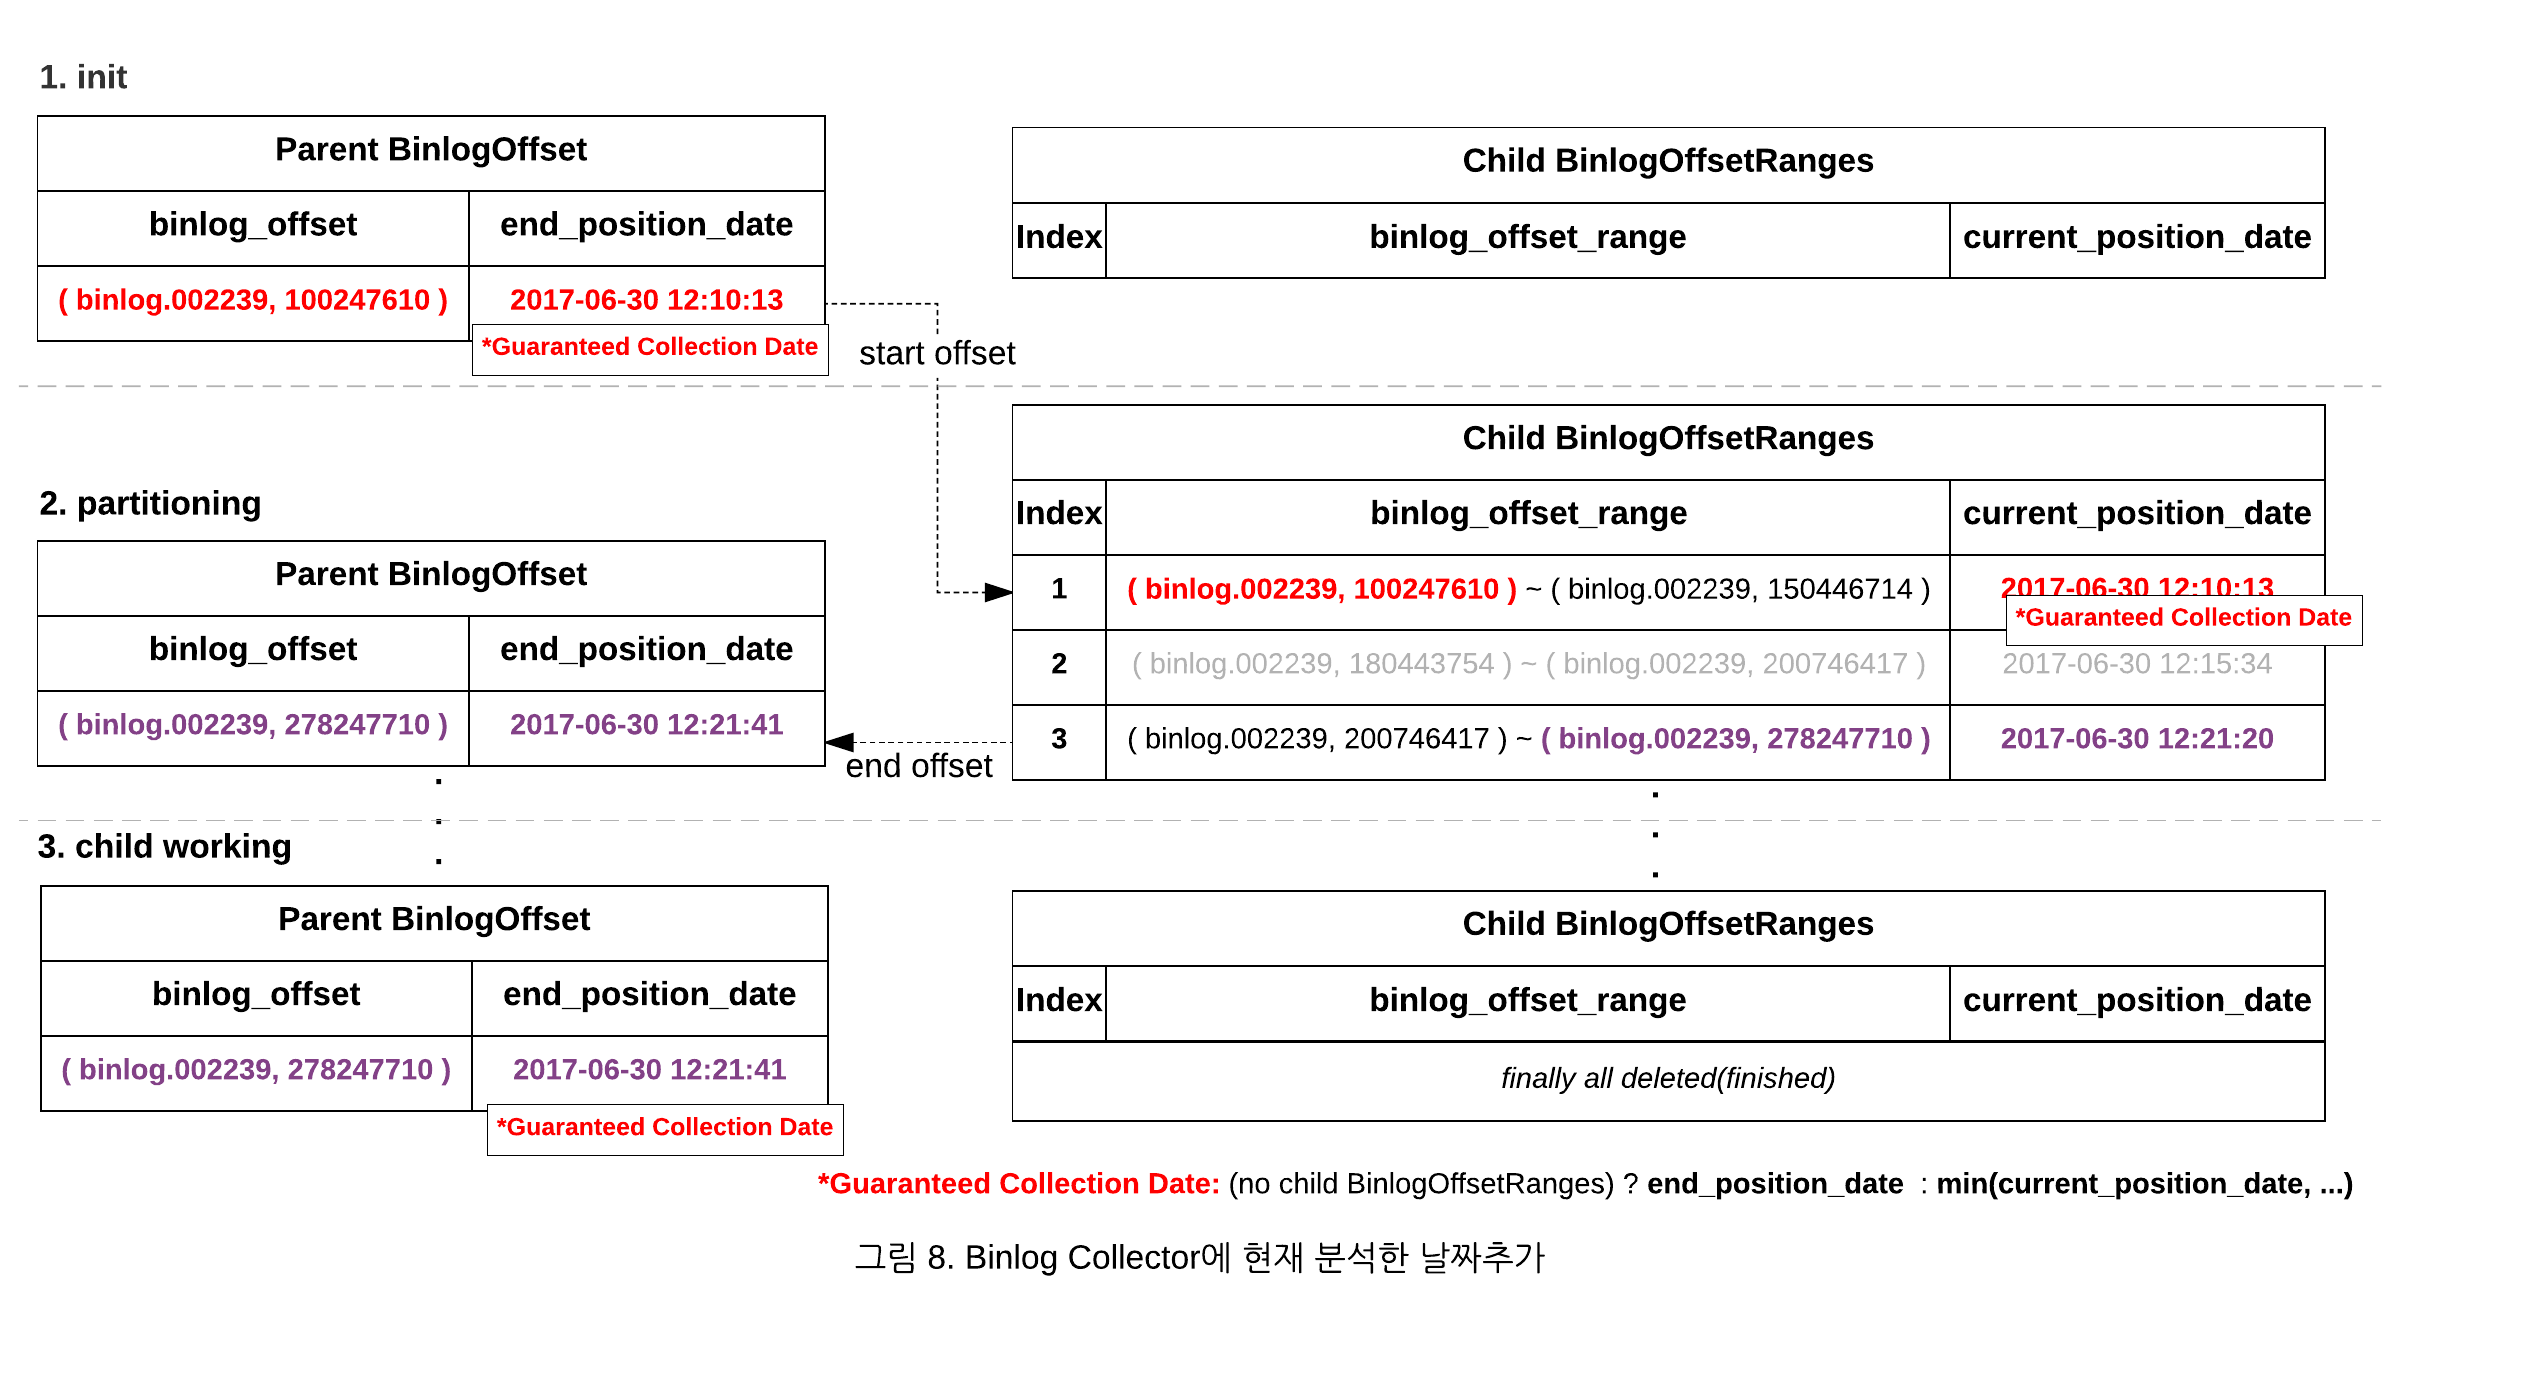 1. init
Parent BinlogOffset
binlog_offset end_position_date
( binlog.002239, 100247610 ) 2017-06-30 12:10:13
*Guaranteed Collection Date
Child BinlogOffsetRanges
Index binlog_offset_range current_position_date
start offset
2. partitioning
Parent BinlogOffset
binlog_offset end_position_date
( binlog.002239, 278247710 ) 2017-06-30 12:21:41
Child BinlogOffsetRanges
Index binlog_offset_range current_position_date
1 ( binlog.002239, 100247610 ) ~ ( binlog.002239, 150446714 ) 2017-06-30 12:10:13
*Guaranteed Collection Date
2 ( binlog.002239, 180443754 ) ~ ( binlog.002239, 200746417 ) 2017-06-30 12:15:34
3 ( binlog.002239, 200746417 ) ~ ( binlog.002239, 278247710 ) 2017-06-30 12:21:20
end offset
3. child working
Parent BinlogOffset
binlog_offset end_position_date
( binlog.002239, 278247710 ) 2017-06-30 12:21:41
*Guaranteed Collection Date
Child BinlogOffsetRanges
Index binlog_offset_range current_position_date
finally all deleted(finished)
*Guaranteed Collection Date: (no child BinlogOffsetRanges) ? end_position_date : min(current_position_date, ...)
그림 8. Binlog Collector에 현재 분석한 날짜추가